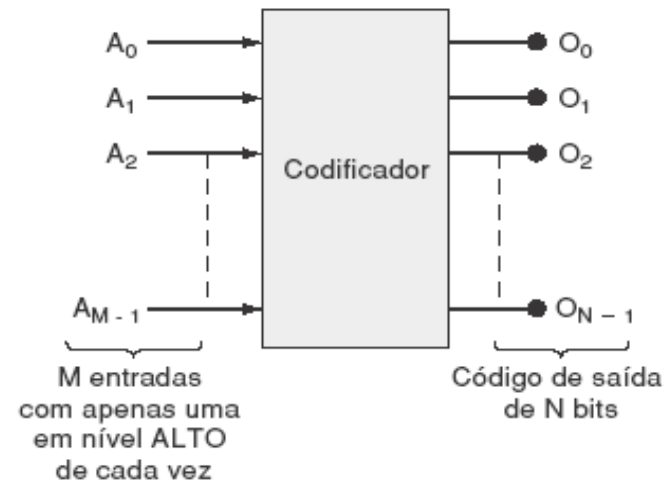 A0 O0
A1 O1
A2 O2
Codificador
AM - 1 ON – 1
M entradas
com apenas uma
em nível ALTO
de cada vez
Código de saída
de N bits